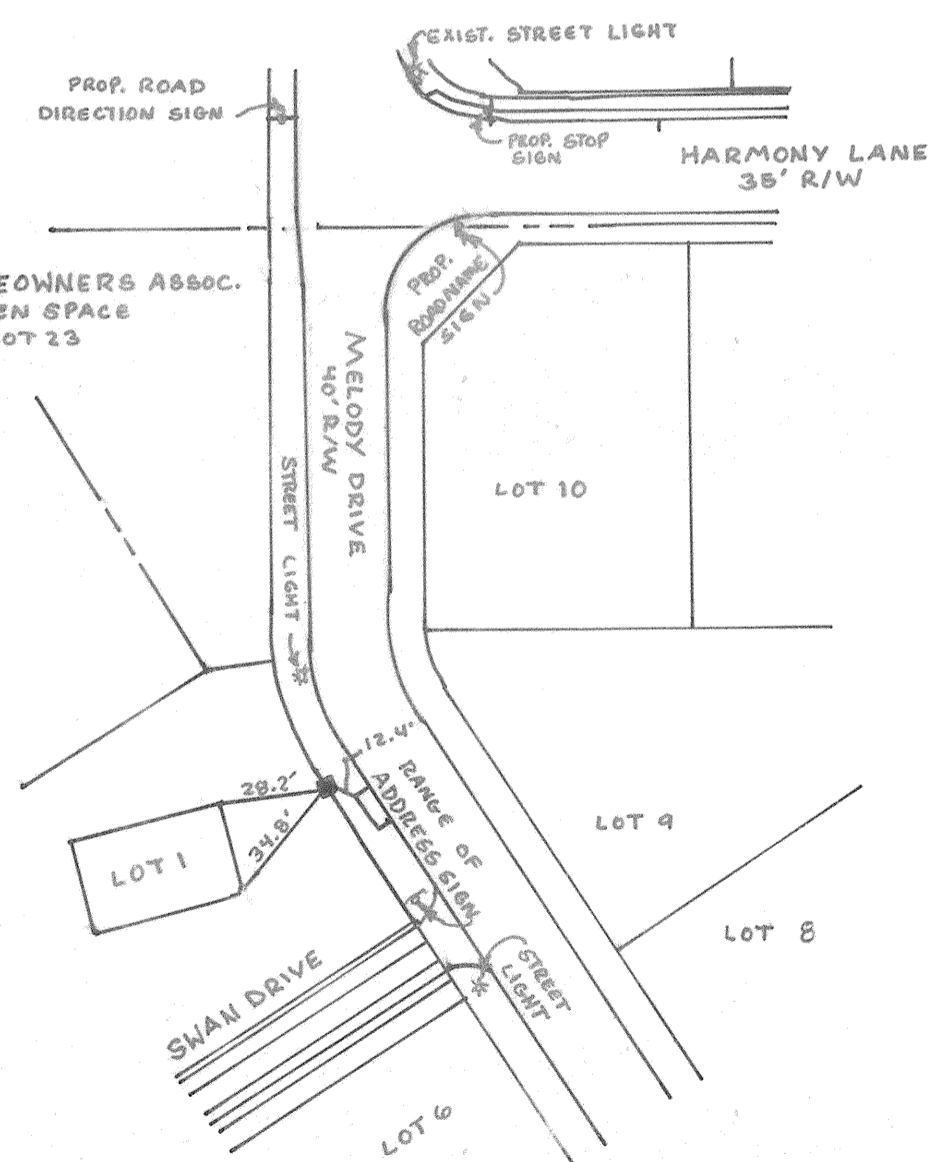 EXIST. STREET LIGHT
PROP. ROAD
DIRECTION SIGN
PROP. STOP
SIGN
HARMONY LANE
35' R/W
EOWNERS ASSOC.
EN SPACE
OT 23
PROP.
ROADNAME
SIGN
MELODY DRIVE
40' R/W
STREET LIGHT
LOT 10
12.4'
RANGE OF
ADDRESS SIGN
28.2'
34.8'
LOT 1
LOT 9
LOT 8
SWAN DRIVE
STREET
LIGHT
LOT 6